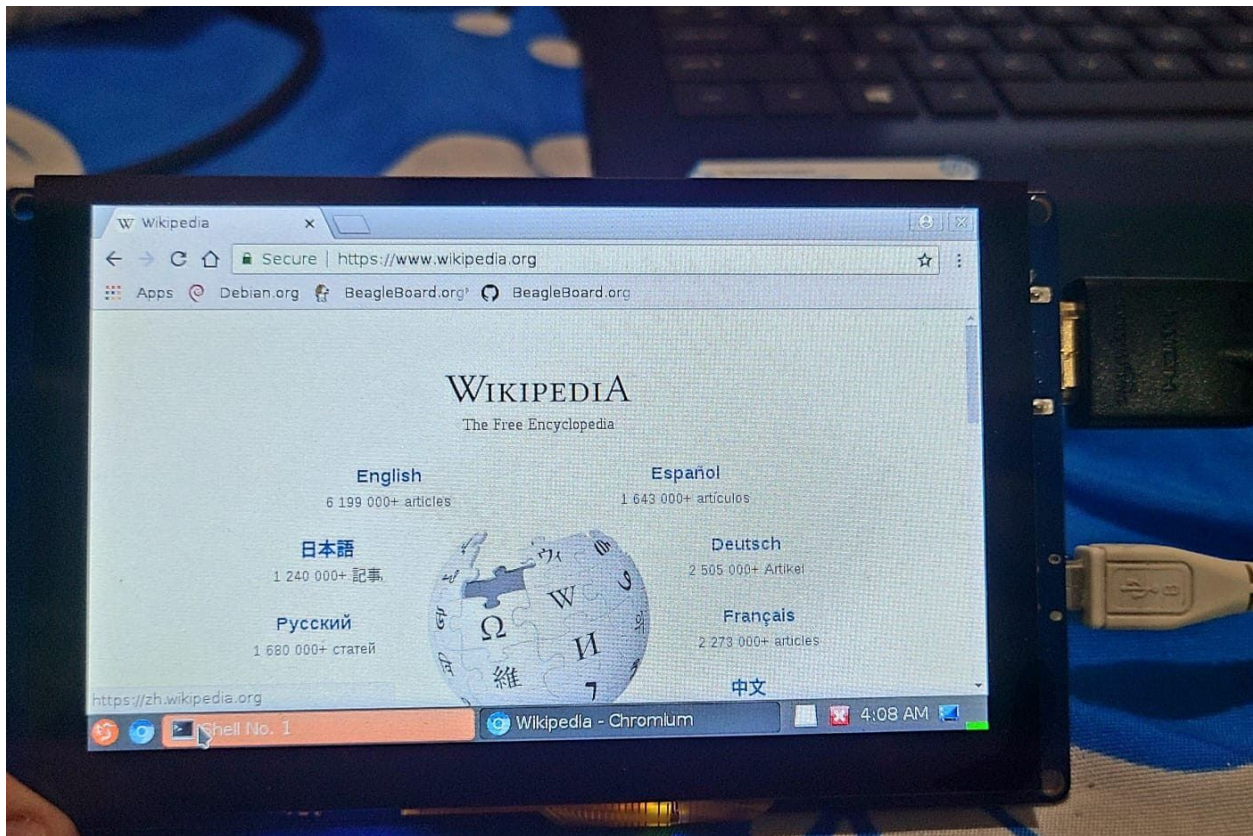 Wikipedia
Secure | https://www.wikipedia.org
Apps Debian.org BeagleBoard.org BeagleBoard.org
WIKIPEDIA
The Free Encyclopedia
English
6 199 000+ articles
Español
1 643 000+ artículos
日本語
1 240 000+ 記事
Deutsch
2 505 000+ Artikel
Русский
1 680 000+ статей
Français
2 273 000+ articles
中文
W
Ω
И
維
https://zh.wikipedia.org
Shell No. 1
Wikipedia - Chromium
4:08 AM